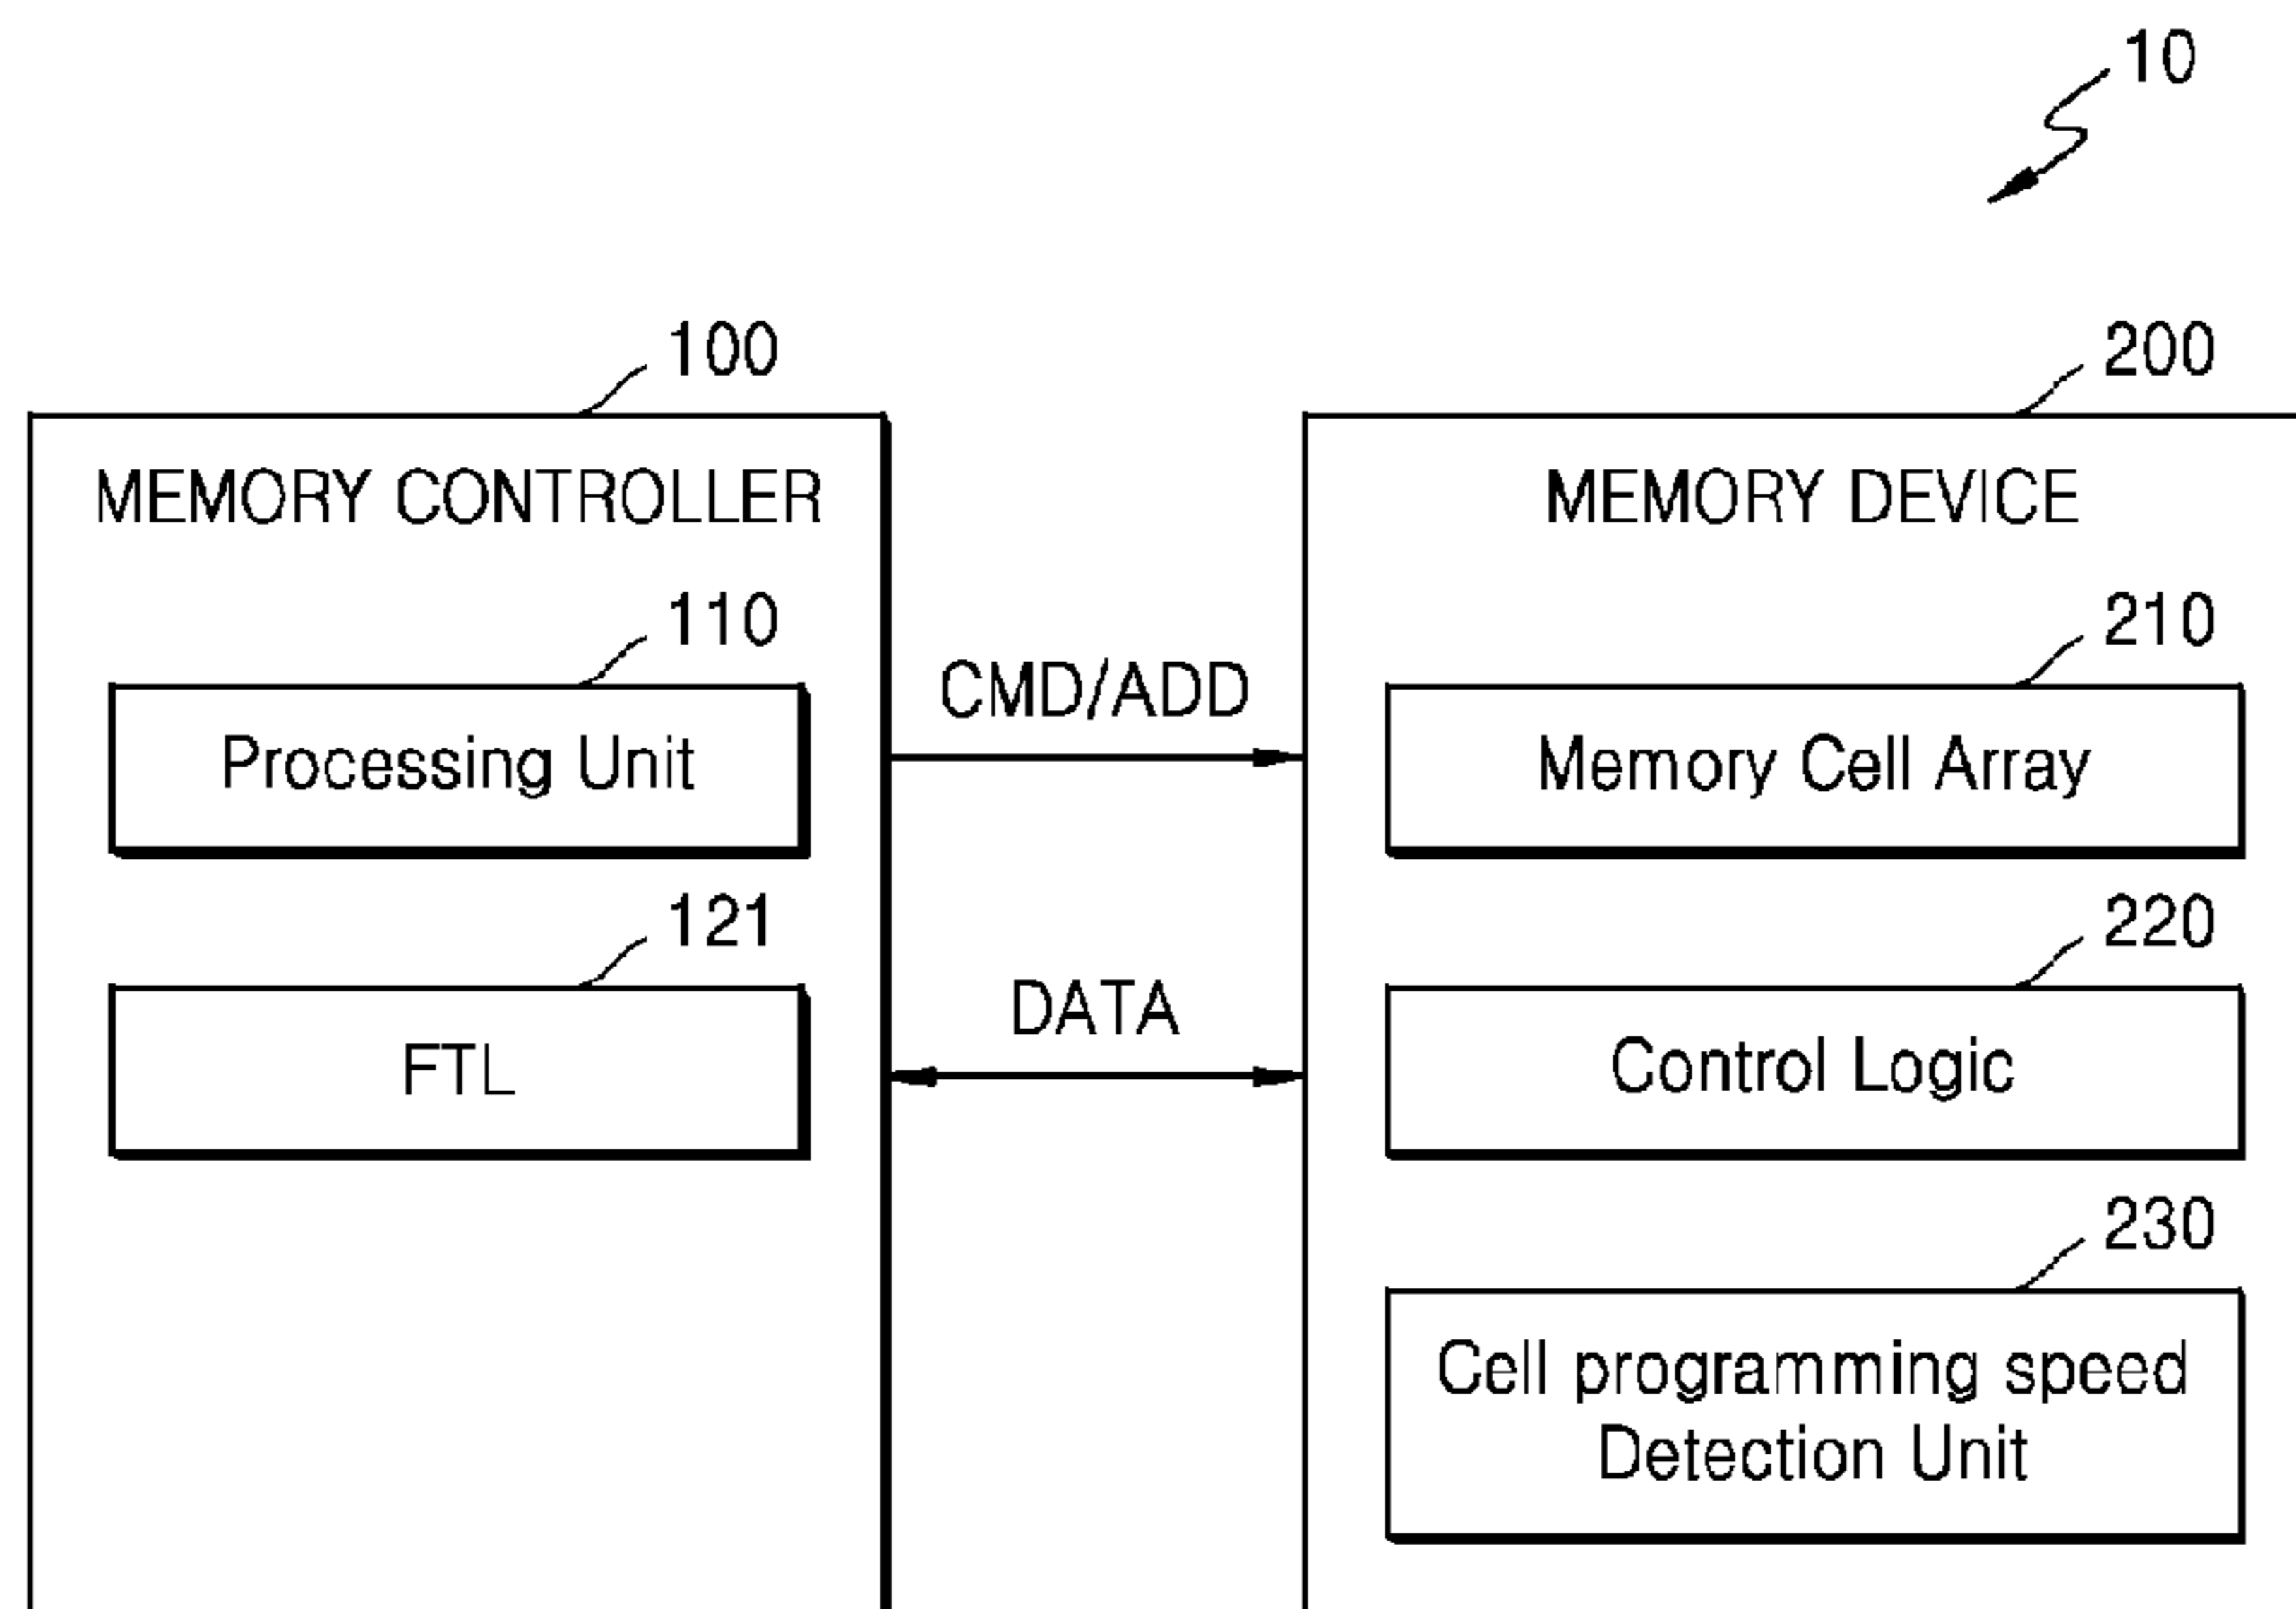 10
100
200
MEMORY CONTROLLER
MEMORY DEVICE
110
210
Processing Unit
CMD/ADD
Memory Cell Array
121
220
FTL
DATA
Control Logic
230
Cell programming speed
Detection Unit